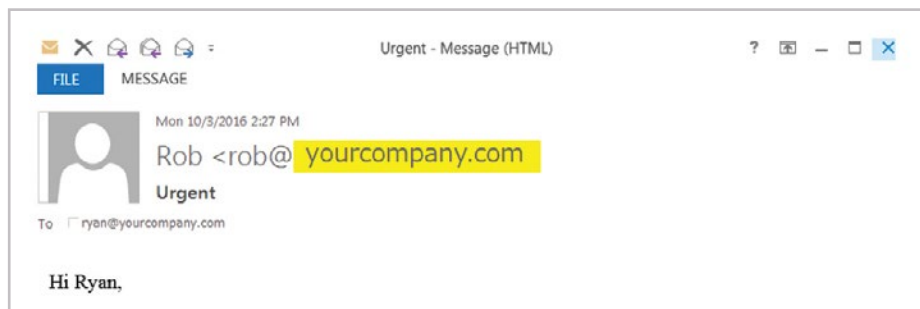 Urgent - Message (HTML)
?
FILE MESSAGE
Mon 10/3/2016 2:27 PM
Rob <rob@ yourcompany.com
Urgent
To ryan@yourcompany.com
Hi Ryan,